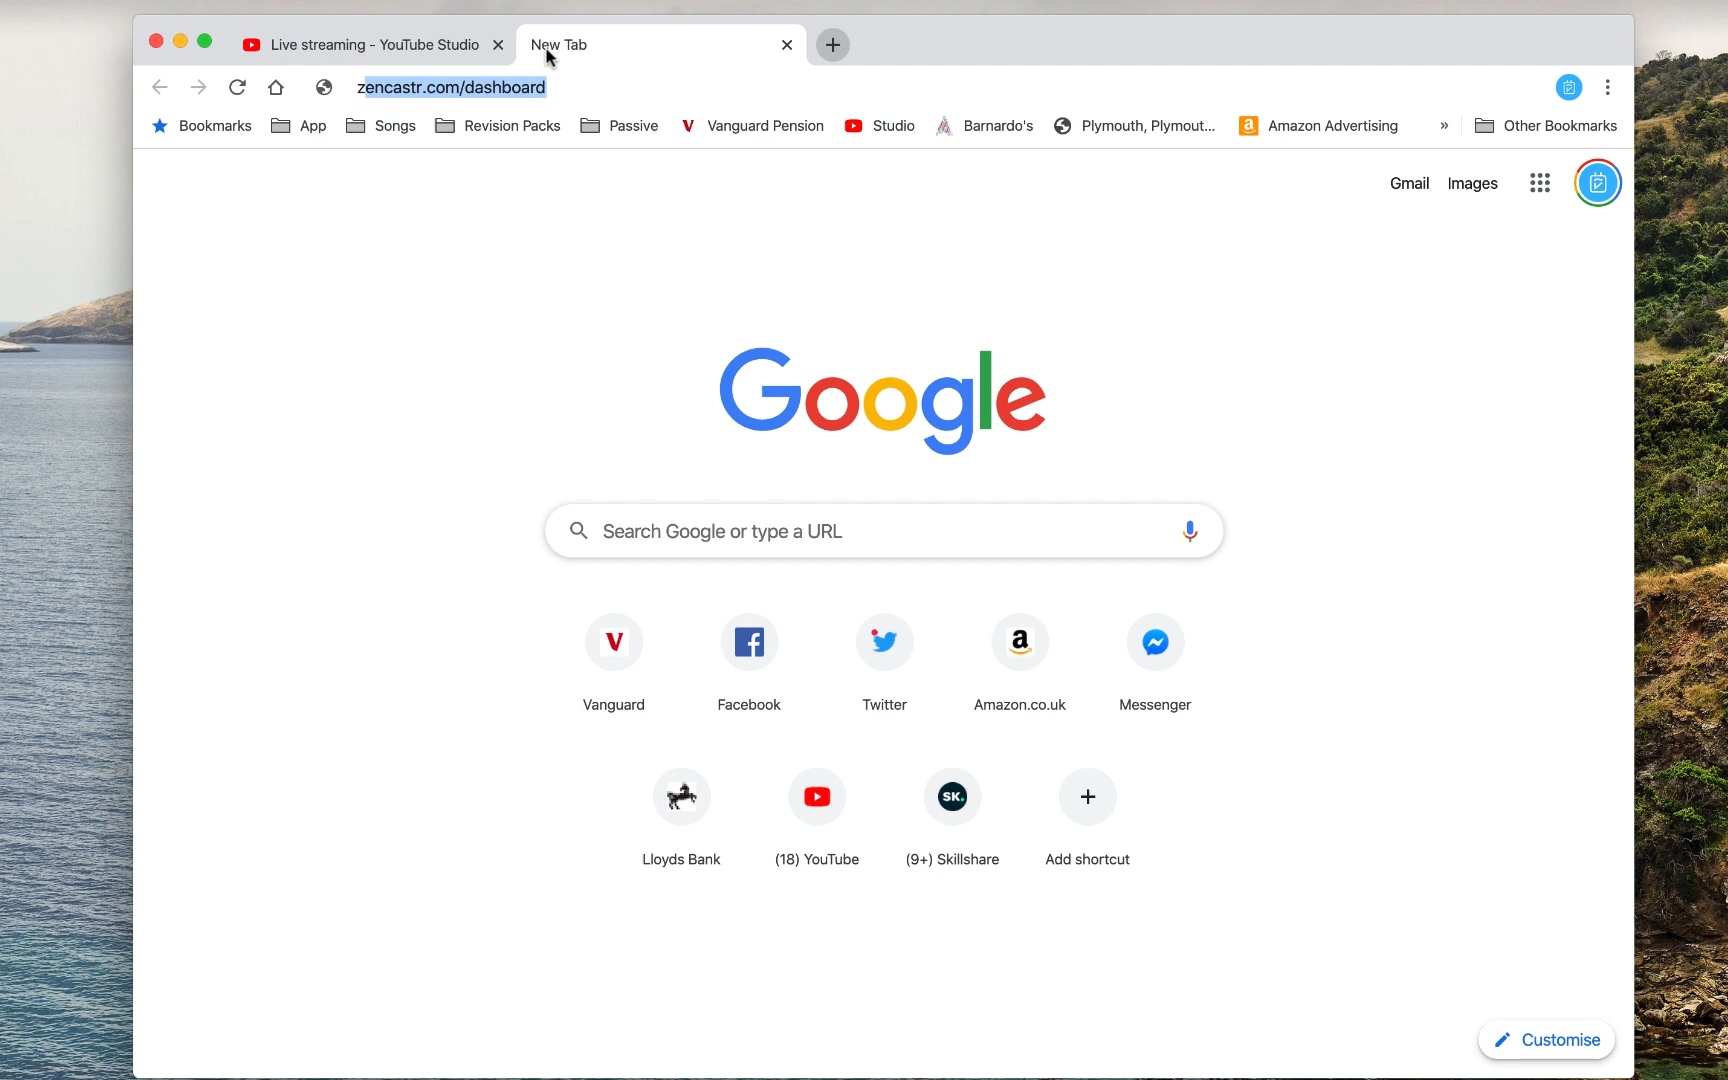 Live streaming - YouTube Studio
New Tab
zencastr.com/dashboard
Bookmarks App Songs Revision Packs Passive Vanguard Pension Studio Barnardo's Plymouth, Plymout... Amazon Advertising » Other Bookmarks
Gmail Images
Google
Search Google or type a URL
Vanguard Facebook Twitter Amazon.co.uk Messenger
SK.
Lloyds Bank (18) YouTube (9+) Skillshare Add shortcut
Customise